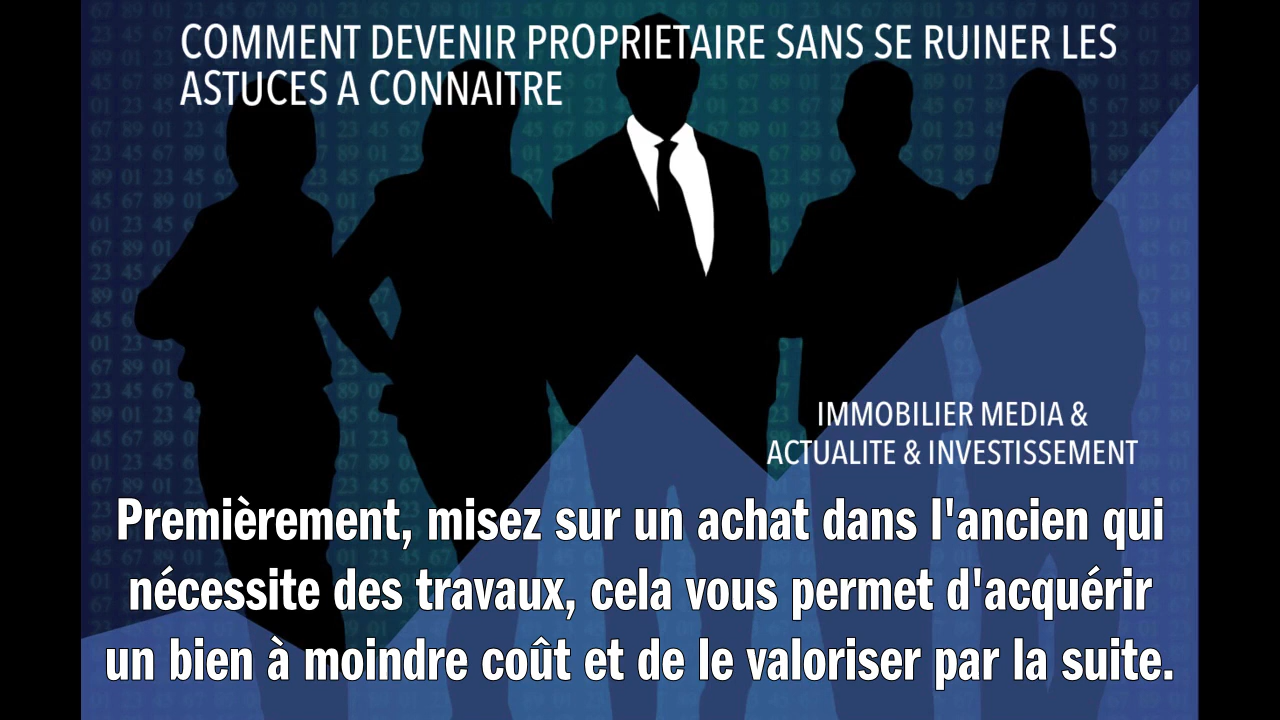 COMMENT DEVENIR PROPRIETAIRE SANS SE RUINER LES
ASTUCES A CONNAITRE
IMMOBILIER MEDIA &
ACTUALITE & INVESTISSEMENT
Premièrement, misez sur un achat dans l'ancien qui
nécessite des travaux, cela vous permet d'acquérir
un bien à moindre coût et de le valoriser par la suite.